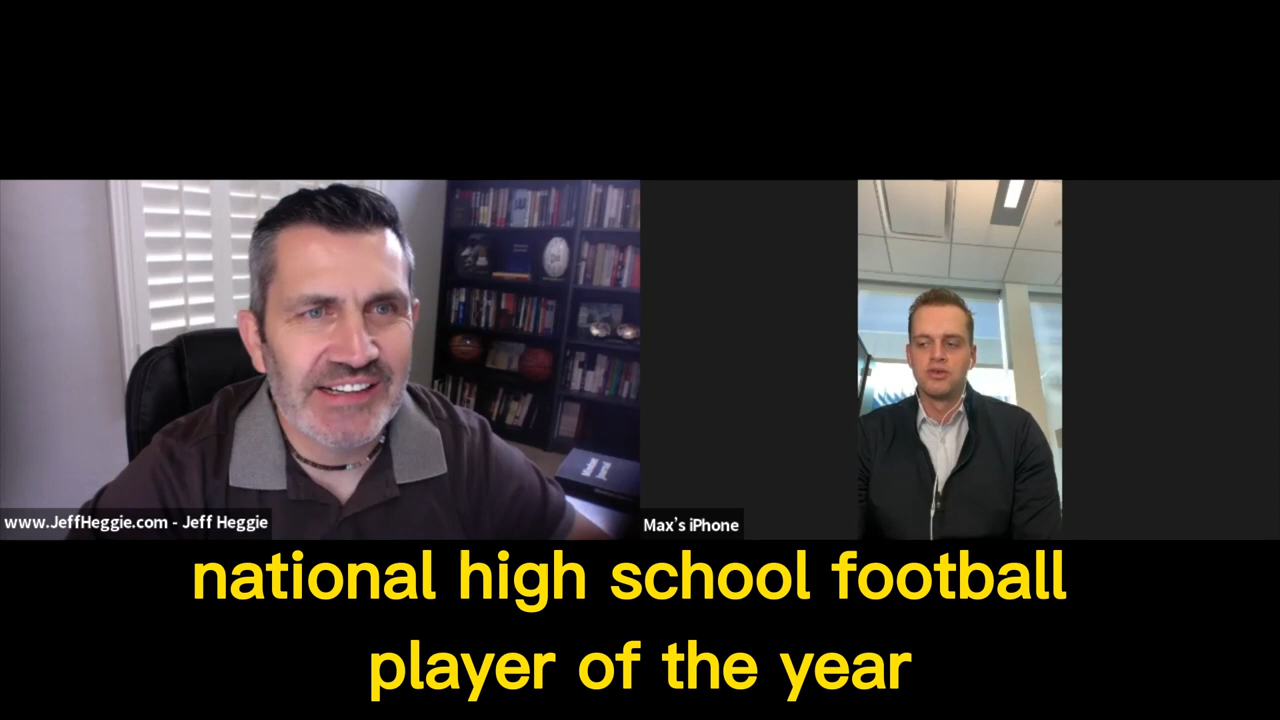 www.JeffHeggie.com - Jeff Heggie
Max's iPhone
national high school football
player of the year